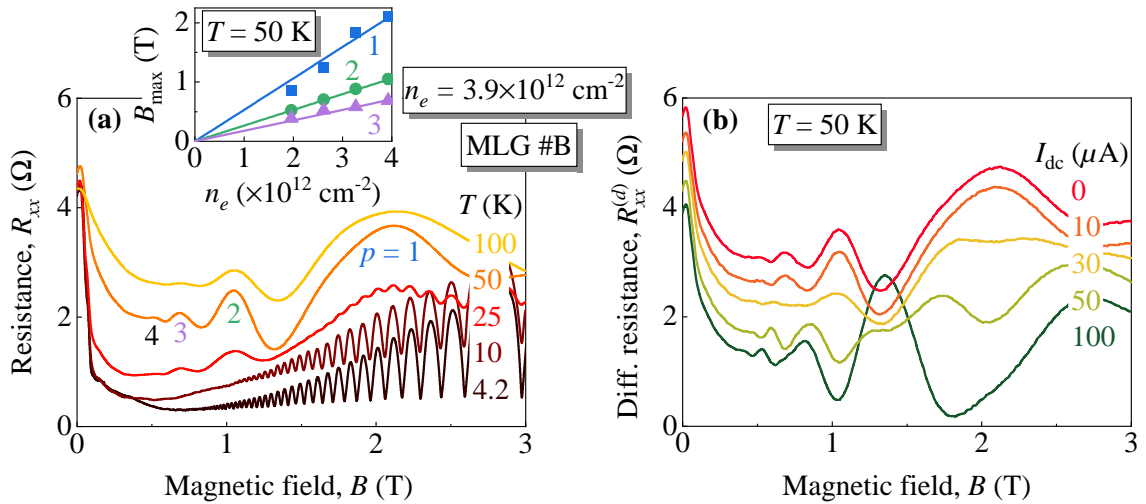 2
1
0
B_max (T)
T = 50 K
1
2
3
0 1 2 3 4
n_e (×10^12 cm^-2)
n_e = 3.9×10^12 cm^-2
MLG #B
(a)
6
4
2
0
Resistance, R_xx (Ω)
T (K)
100
50
25
10
4.2
p = 1
2
3
4
0 1 2 3
Magnetic field, B (T)
(b)
T = 50 K
6
4
2
0
Diff. resistance, R_xx^(d) (Ω)
I_dc (μA)
0
10
30
50
100
0 1 2 3
Magnetic field, B (T)